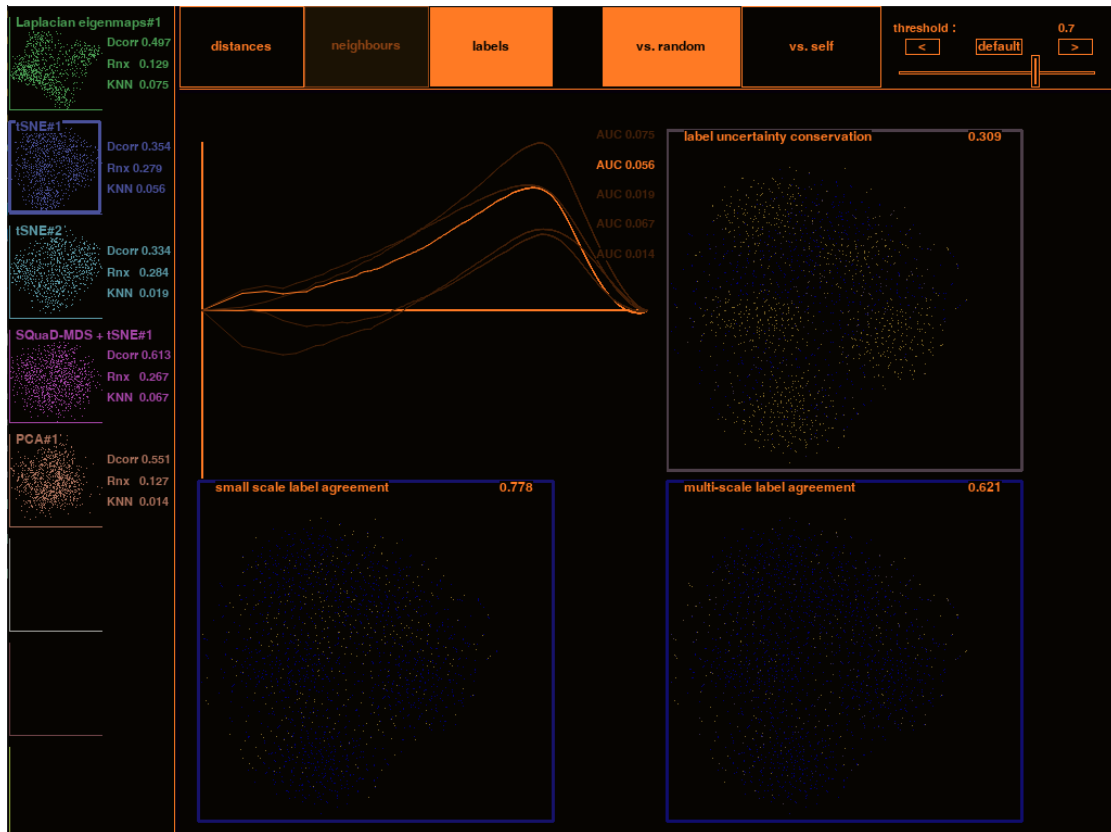 Laplacian eigenmaps#1
Dcorr 0.497
Rnx 0.129
KNN 0.075
tSNE#1
Dcorr 0.354
Rnx 0.279
KNN 0.056
tSNE#2
Dcorr 0.334
Rnx 0.284
KNN 0.019
SQuaD-MDS + tSNE#1
Dcorr 0.613
Rnx 0.267
KNN 0.067
PCA#1
Dcorr 0.551
Rnx 0.127
KNN 0.014
distances neighbours labels vs. random vs. self
threshold : 0.7
< default >
AUC 0.075
AUC 0.056
AUC 0.019
AUC 0.067
AUC 0.014
label uncertainty conservation 0.309
small scale label agreement 0.778
multi-scale label agreement 0.621